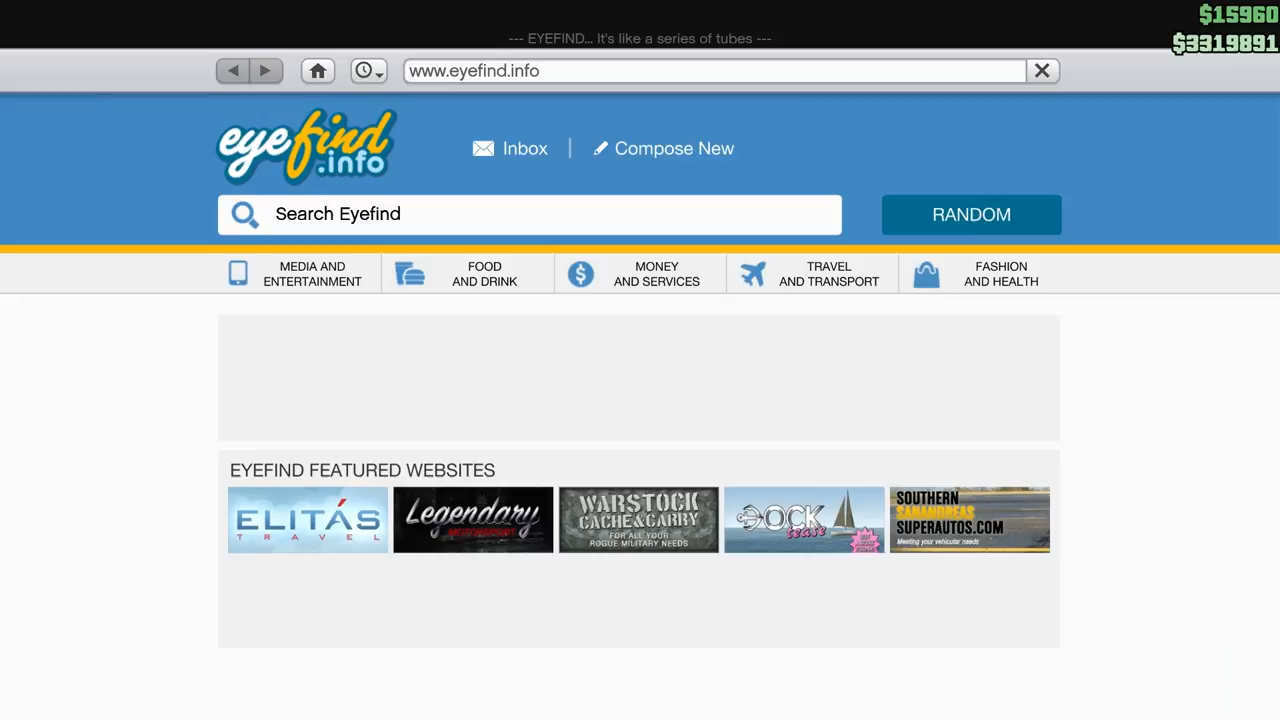 $15960
--- EYEFIND... It's like a series of tubes ---
$3319891
www.eyefind.info
eyefind.info
Inbox
Compose New
Search Eyefind
RANDOM
MEDIA AND
ENTERTAINMENT
FOOD
AND DRINK
MONEY
AND SERVICES
TRAVEL
AND TRANSPORT
FASHION
AND HEALTH
EYEFIND FEATURED WEBSITES
ELITÁS
TRAVEL
Legendary
MOTORSPORT
WARSTOCK
CACHE&CARRY
FOR ALL YOUR
ROGUE MILITARY NEEDS
DOCK
tease
SOUTHERN
SANANDREAS
SUPERAUTOS.COM
Meeting your vehicular needs